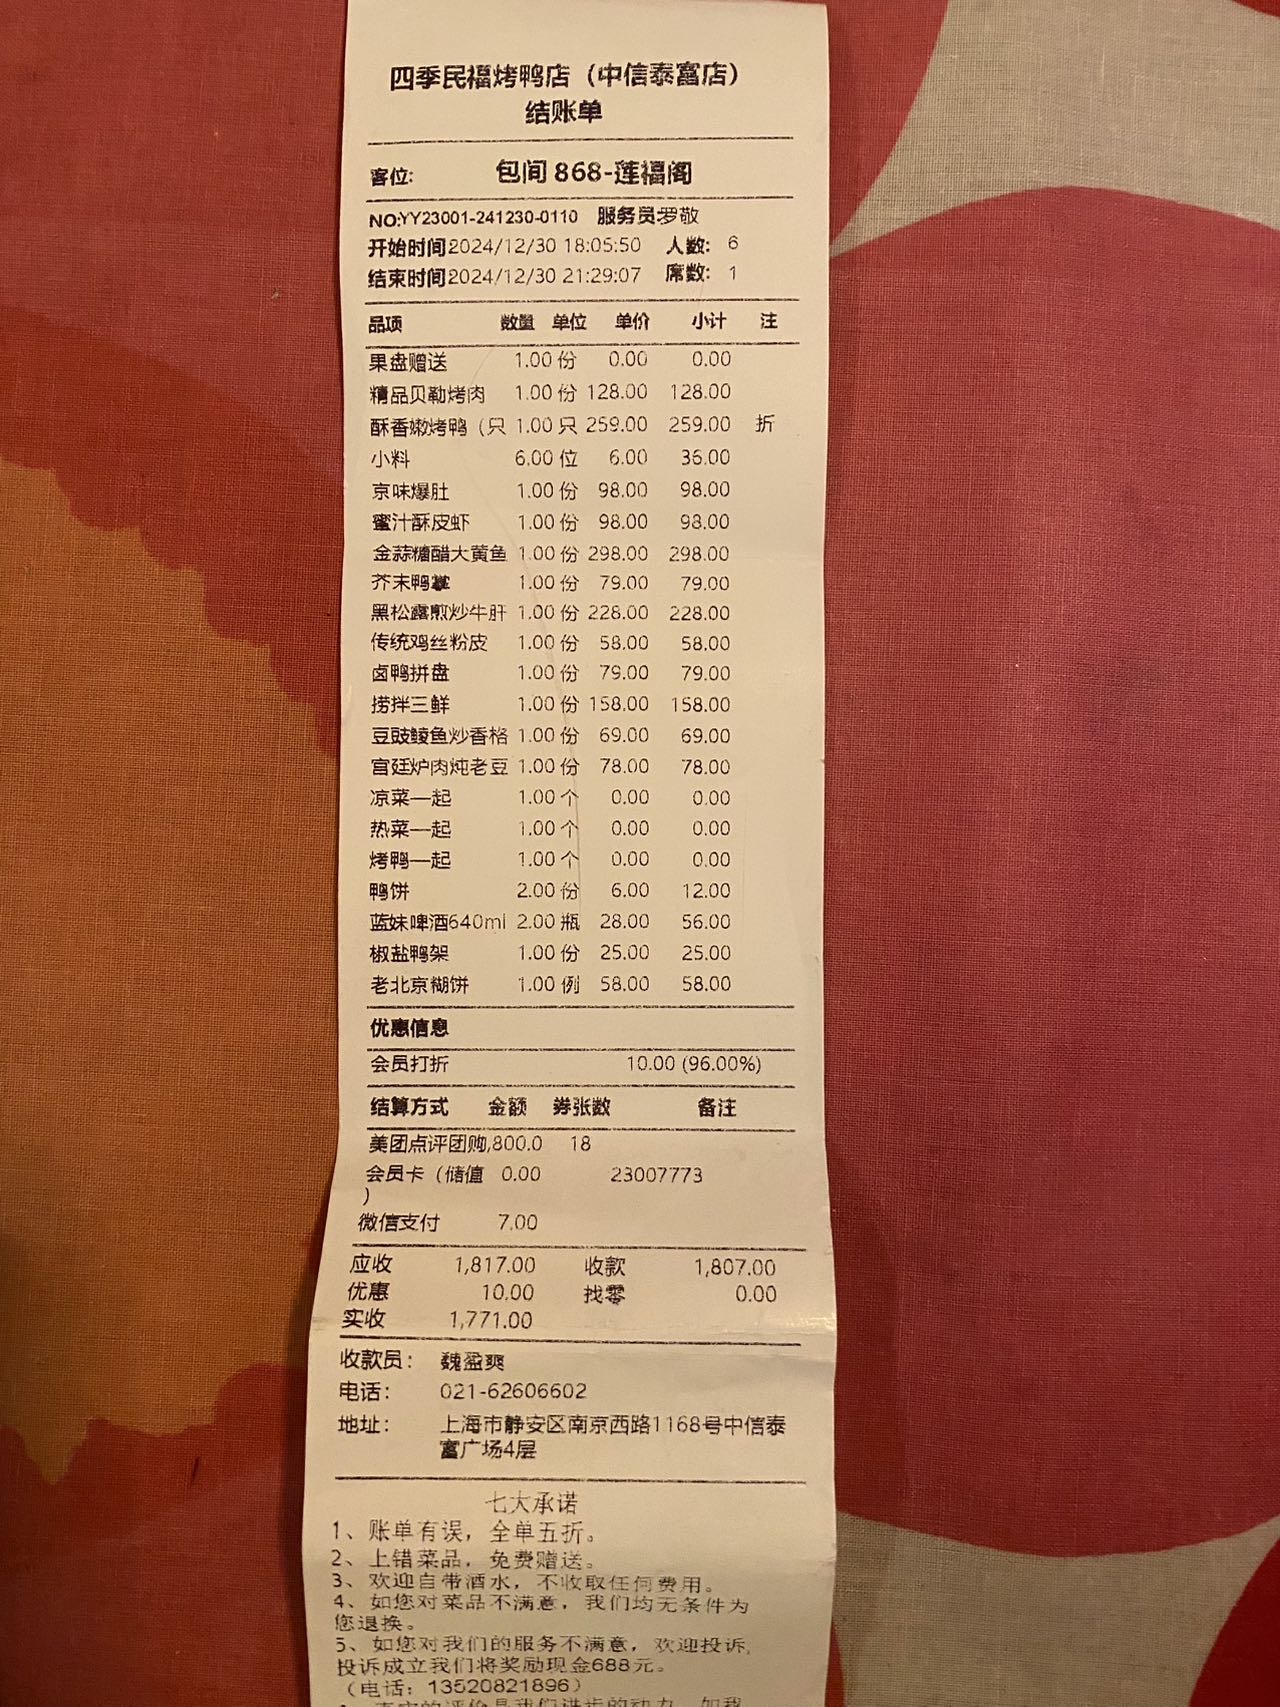 四季民福烤鸭店（中信泰富店）
结账单
客位: 包间 868-莲福阁
NO:YY23001-241230-0110 服务员:罗敬
开始时间2024/12/30 18:05:50 人数: 6
结束时间2024/12/30 21:29:07 席数: 1
品项 数量 单位 单价 小计 注
果盘赠送 1.00 份 0.00 0.00
精品贝勒烤肉 1.00 份 128.00 128.00
酥香嫩烤鸭（只 1.00 只 259.00 259.00 折
小料 6.00 位 6.00 36.00
京味爆肚 1.00 份 98.00 98.00
蜜汁酥皮虾 1.00 份 98.00 98.00
金蒜糖醋大黄鱼 1.00 份 298.00 298.00
芥末鸭掌 1.00 份 79.00 79.00
黑松露煎炒牛肝 1.00 份 228.00 228.00
传统鸡丝粉皮 1.00 份 58.00 58.00
卤鸭拼盘 1.00 份 79.00 79.00
捞拌三鲜 1.00 份 158.00 158.00
豆豉鲮鱼炒香格 1.00 份 69.00 69.00
宫廷炉肉炖老豆 1.00 份 78.00 78.00
凉菜一起 1.00 个 0.00 0.00
热菜一起 1.00 个 0.00 0.00
烤鸭一起 1.00 个 0.00 0.00
鸭饼 2.00 份 6.00 12.00
蓝妹啤酒640ml 2.00 瓶 28.00 56.00
椒盐鸭架 1.00 份 25.00 25.00
老北京糊饼 1.00 例 58.00 58.00
优惠信息
会员打折 10.00 (96.00%)
结算方式 金额 券张数 备注
美团点评团购,800.0 18
会员卡（储值 0.00 23007773
）
微信支付 7.00
应收 1,817.00 收款 1,807.00
优惠 10.00 找零 0.00
实收 1,771.00
收款员: 魏盈爽
电话: 021-62606602
地址: 上海市静安区南京西路1168号中信泰
富广场4层
七大承诺
1、账单有误，全单五折。
2、上错菜品，免费赠送。
3、欢迎自带酒水，不收取任何费用。
4、如您对菜品不满意，我们均无条件为
您退换。
5、如您对我们的服务不满意，欢迎投诉,
投诉成立我们将奖励现金688元。
（电话：13520821896）